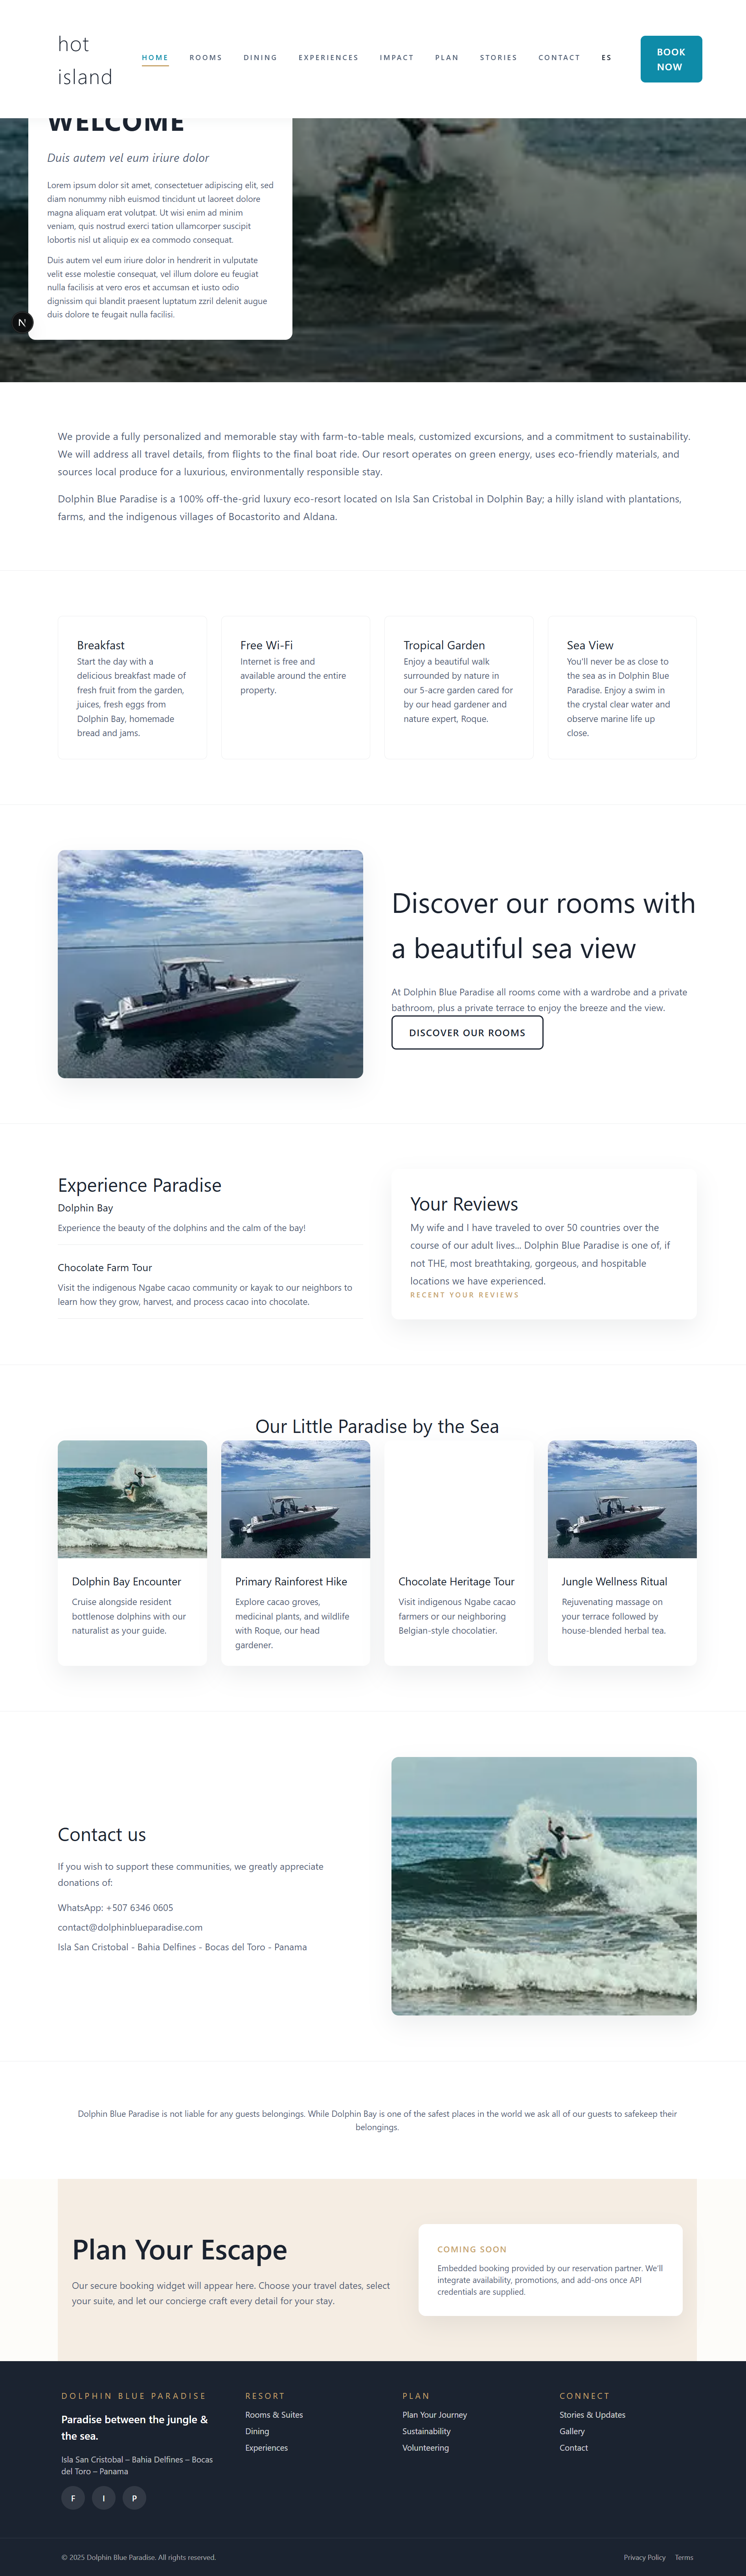 hot
island
HOME ROOMS DINING EXPERIENCES IMPACT PLAN STORIES CONTACT ES
BOOK
NOW
WELCOME
Duis autem vel eum iriure dolor
Lorem ipsum dolor sit amet, consectetuer adipiscing elit, sed
diam nonummy nibh euismod tincidunt ut laoreet dolore
magna aliquam erat volutpat. Ut wisi enim ad minim
veniam, quis nostrud exerci tation ullamcorper suscipit
lobortis nisl ut aliquip ex ea commodo consequat.
Duis autem vel eum iriure dolor in hendrerit in vulputate
velit esse molestie consequat, vel illum dolore eu feugiat
nulla facilisis at vero eros et accumsan et iusto odio
dignissim qui blandit praesent luptatum zzril delenit augue
duis dolore te feugait nulla facilisi.
N
We provide a fully personalized and memorable stay with farm-to-table meals, customized excursions, and a commitment to sustainability.
We will address all travel details, from flights to the final boat ride. Our resort operates on green energy, uses eco-friendly materials, and
sources local produce for a luxurious, environmentally responsible stay.
Dolphin Blue Paradise is a 100% off-the-grid luxury eco-resort located on Isla San Cristobal in Dolphin Bay; a hilly island with plantations,
farms, and the indigenous villages of Bocastorito and Aldana.
Breakfast
Start the day with a
delicious breakfast made of
fresh fruit from the garden,
juices, fresh eggs from
Dolphin Bay, homemade
bread and jams.
Free Wi-Fi
Internet is free and
available around the entire
property.
Tropical Garden
Enjoy a beautiful walk
surrounded by nature in
our 5-acre garden cared for
by our head gardener and
nature expert, Roque.
Sea View
You'll never be as close to
the sea as in Dolphin Blue
Paradise. Enjoy a swim in
the crystal clear water and
observe marine life up
close.
Discover our rooms with
a beautiful sea view
At Dolphin Blue Paradise all rooms come with a wardrobe and a private
bathroom, plus a private terrace to enjoy the breeze and the view.
DISCOVER OUR ROOMS
Experience Paradise
Dolphin Bay
Experience the beauty of the dolphins and the calm of the bay!
Chocolate Farm Tour
Visit the indigenous Ngabe cacao community or kayak to our neighbors to
learn how they grow, harvest, and process cacao into chocolate.
Your Reviews
My wife and I have traveled to over 50 countries over the
course of our adult lives... Dolphin Blue Paradise is one of, if
not THE, most breathtaking, gorgeous, and hospitable
locations we have experienced.
RECENT YOUR REVIEWS
Our Little Paradise by the Sea
Dolphin Bay Encounter
Cruise alongside resident
bottlenose dolphins with our
naturalist as your guide.
Primary Rainforest Hike
Explore cacao groves,
medicinal plants, and wildlife
with Roque, our head
gardener.
Chocolate Heritage Tour
Visit indigenous Ngabe cacao
farmers or our neighboring
Belgian-style chocolatier.
Jungle Wellness Ritual
Rejuvenating massage on
your terrace followed by
house-blended herbal tea.
Contact us
If you wish to support these communities, we greatly appreciate
donations of:
WhatsApp: +507 6346 0605
contact@dolphinblueparadise.com
Isla San Cristobal - Bahia Delfines - Bocas del Toro - Panama
Dolphin Blue Paradise is not liable for any guests belongings. While Dolphin Bay is one of the safest places in the world we ask all of our guests to safekeep their
belongings.
Plan Your Escape
Our secure booking widget will appear here. Choose your travel dates, select
your suite, and let our concierge craft every detail for your stay.
COMING SOON
Embedded booking provided by our reservation partner. We'll
integrate availability, promotions, and add-ons once API
credentials are supplied.
DOLPHIN BLUE PARADISE
Paradise between the jungle &
the sea.
Isla San Cristobal – Bahia Delfines – Bocas
del Toro – Panama
F I P
RESORT
Rooms & Suites
Dining
Experiences
PLAN
Plan Your Journey
Sustainability
Volunteering
CONNECT
Stories & Updates
Gallery
Contact
© 2025 Dolphin Blue Paradise. All rights reserved.
Privacy Policy Terms